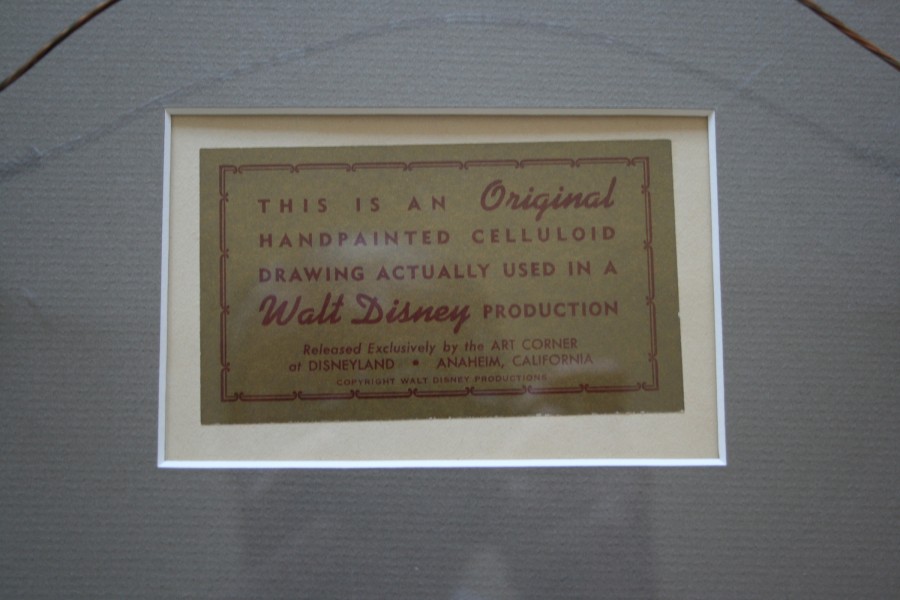 THIS IS AN Original
HANDPAINTED CELLULOID
DRAWING ACTUALLY USED IN A
Walt Disney PRODUCTION
Released Exclusively by the ART CORNER
at DISNEYLAND • ANAHEIM, CALIFORNIA
COPYRIGHT WALT DISNEY PRODUCTIONS